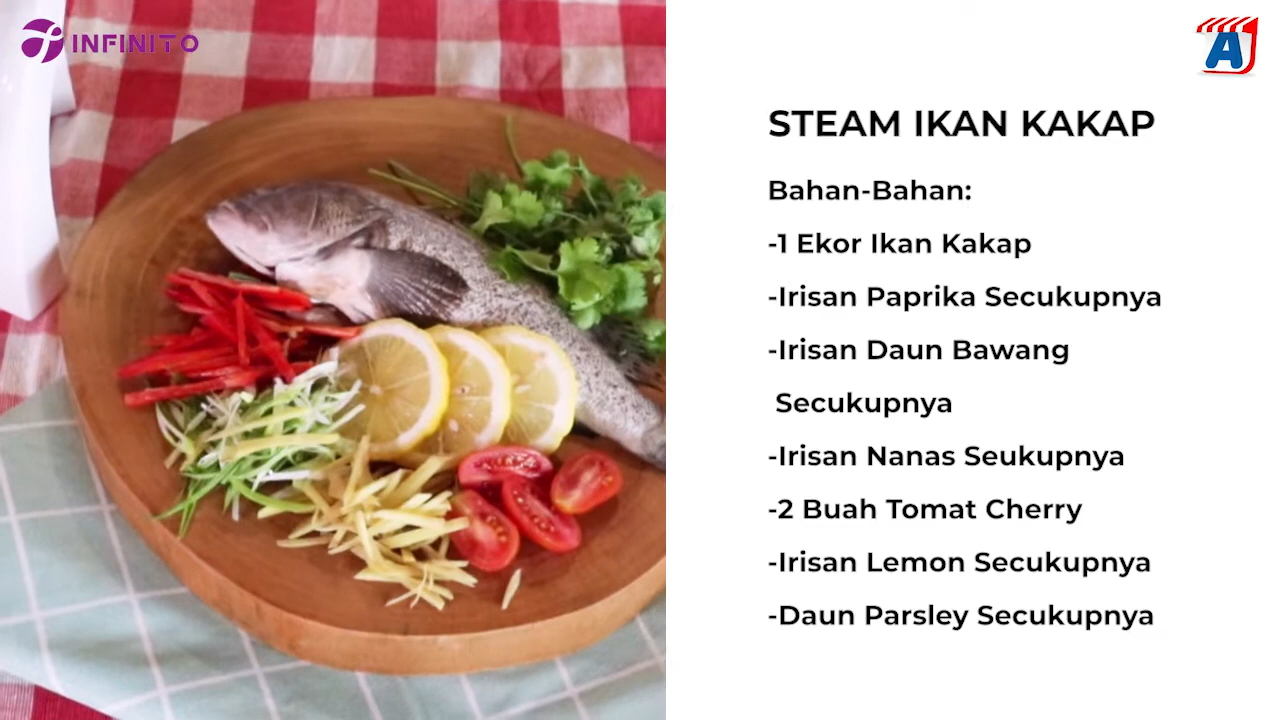 INFINITO
A
STEAM IKAN KAKAP
Bahan-Bahan:
-1 Ekor Ikan Kakap
-Irisan Paprika Secukupnya
-Irisan Daun Bawang
Secukupnya
-Irisan Nanas Seukupnya
-2 Buah Tomat Cherry
-Irisan Lemon Secukupnya
-Daun Parsley Secukupnya